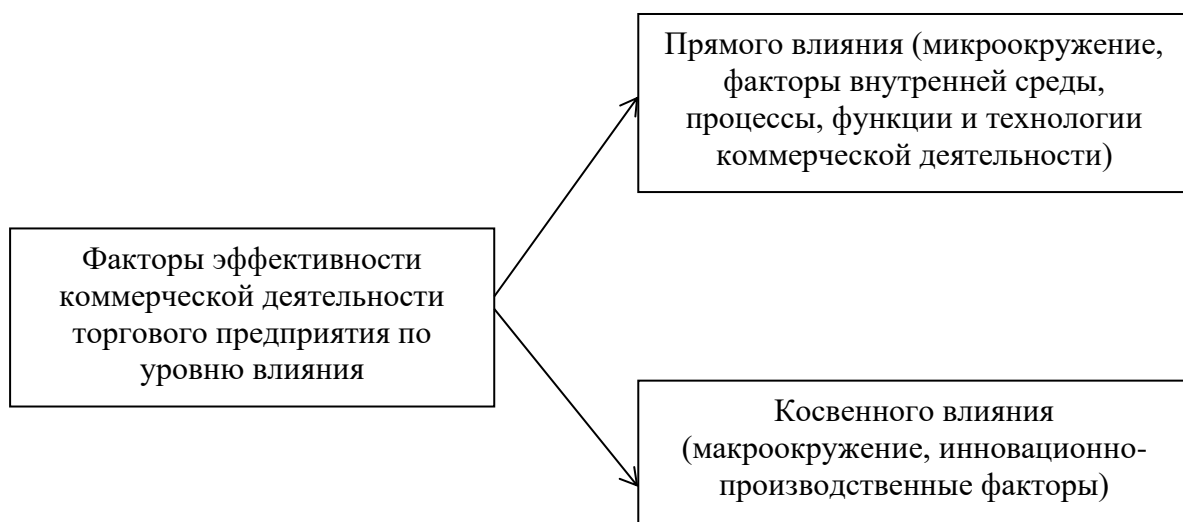 Прямого влияния (микроокружение,
факторы внутренней среды,
процессы, функции и технологии
коммерческой деятельности)
Факторы эффективности
коммерческой деятельности
торгового предприятия по
уровню влияния
Косвенного влияния
(макроокружение, инновационно-
производственные факторы)